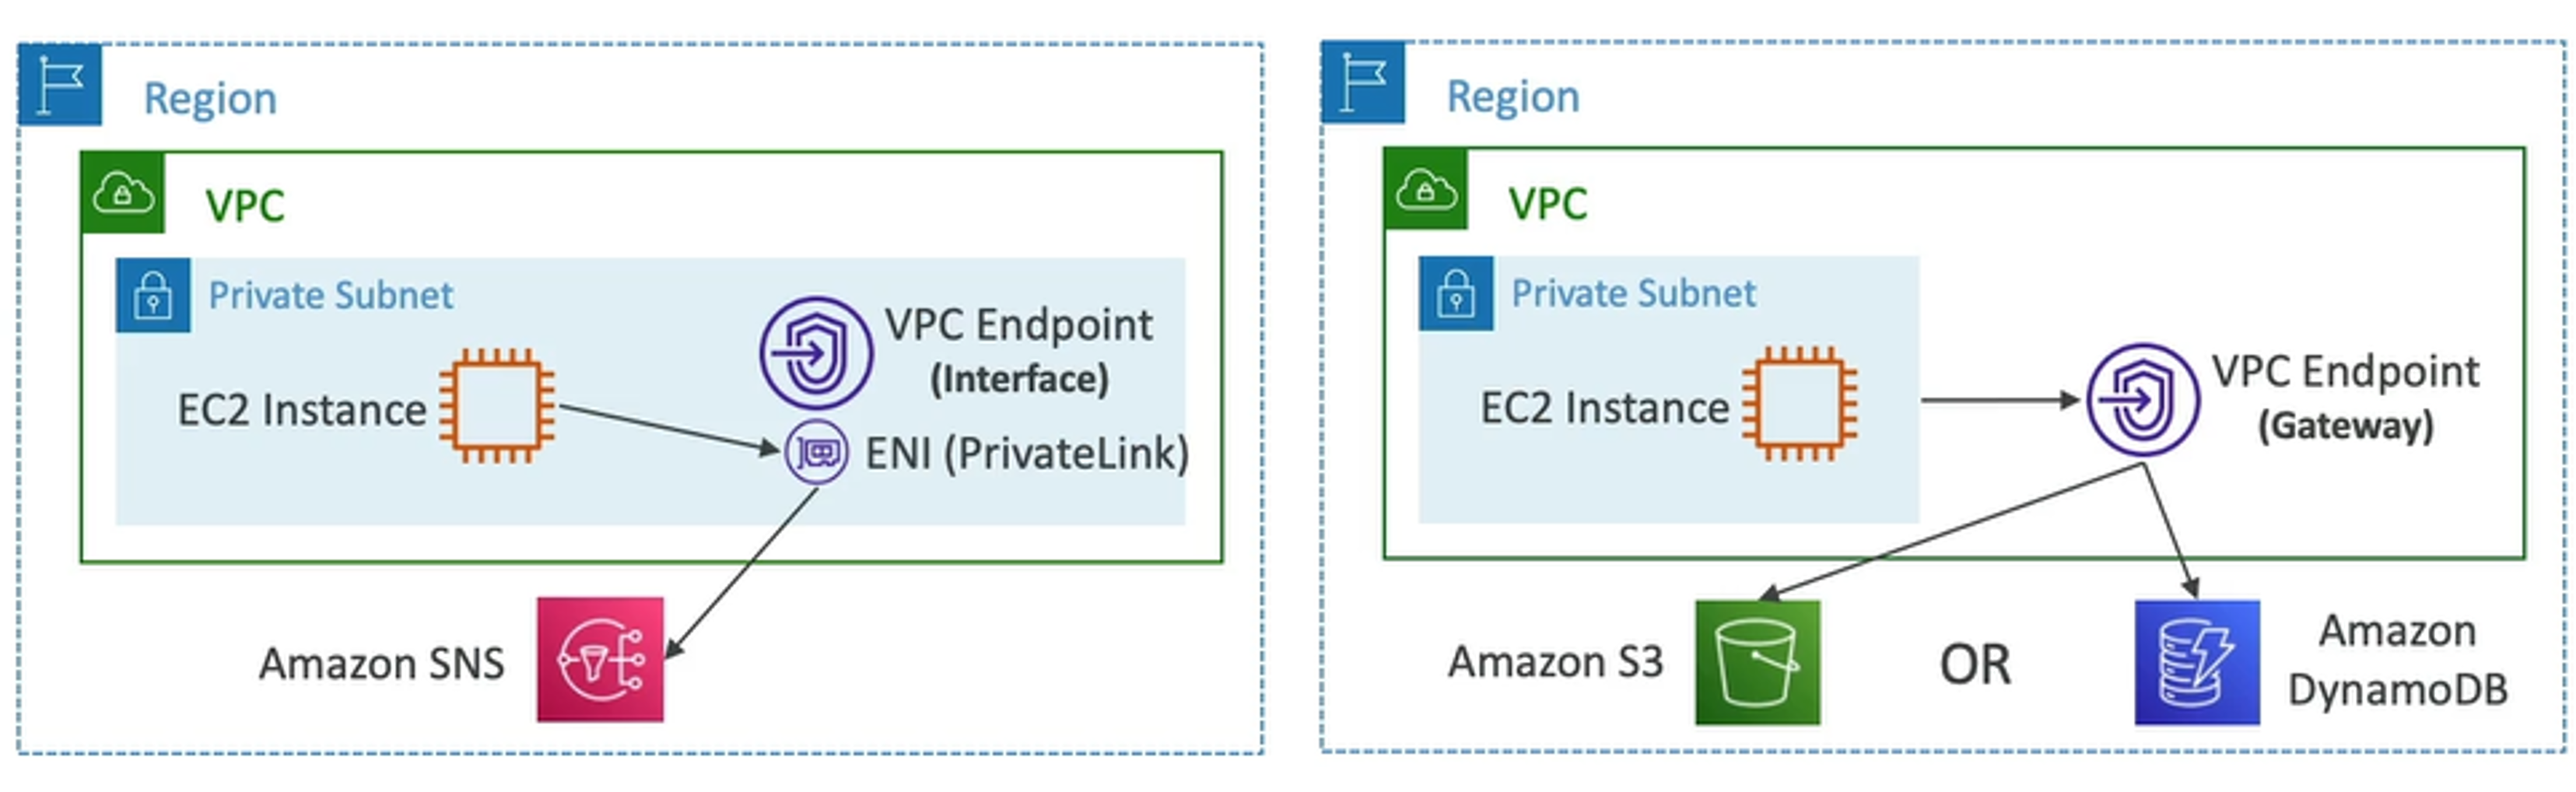 Region
VPC
Private Subnet
EC2 Instance
VPC Endpoint
(Interface)
ENI (PrivateLink)
Amazon SNS
Region
VPC
Private Subnet
EC2 Instance
VPC Endpoint
(Gateway)
Amazon S3
OR
Amazon
DynamoDB